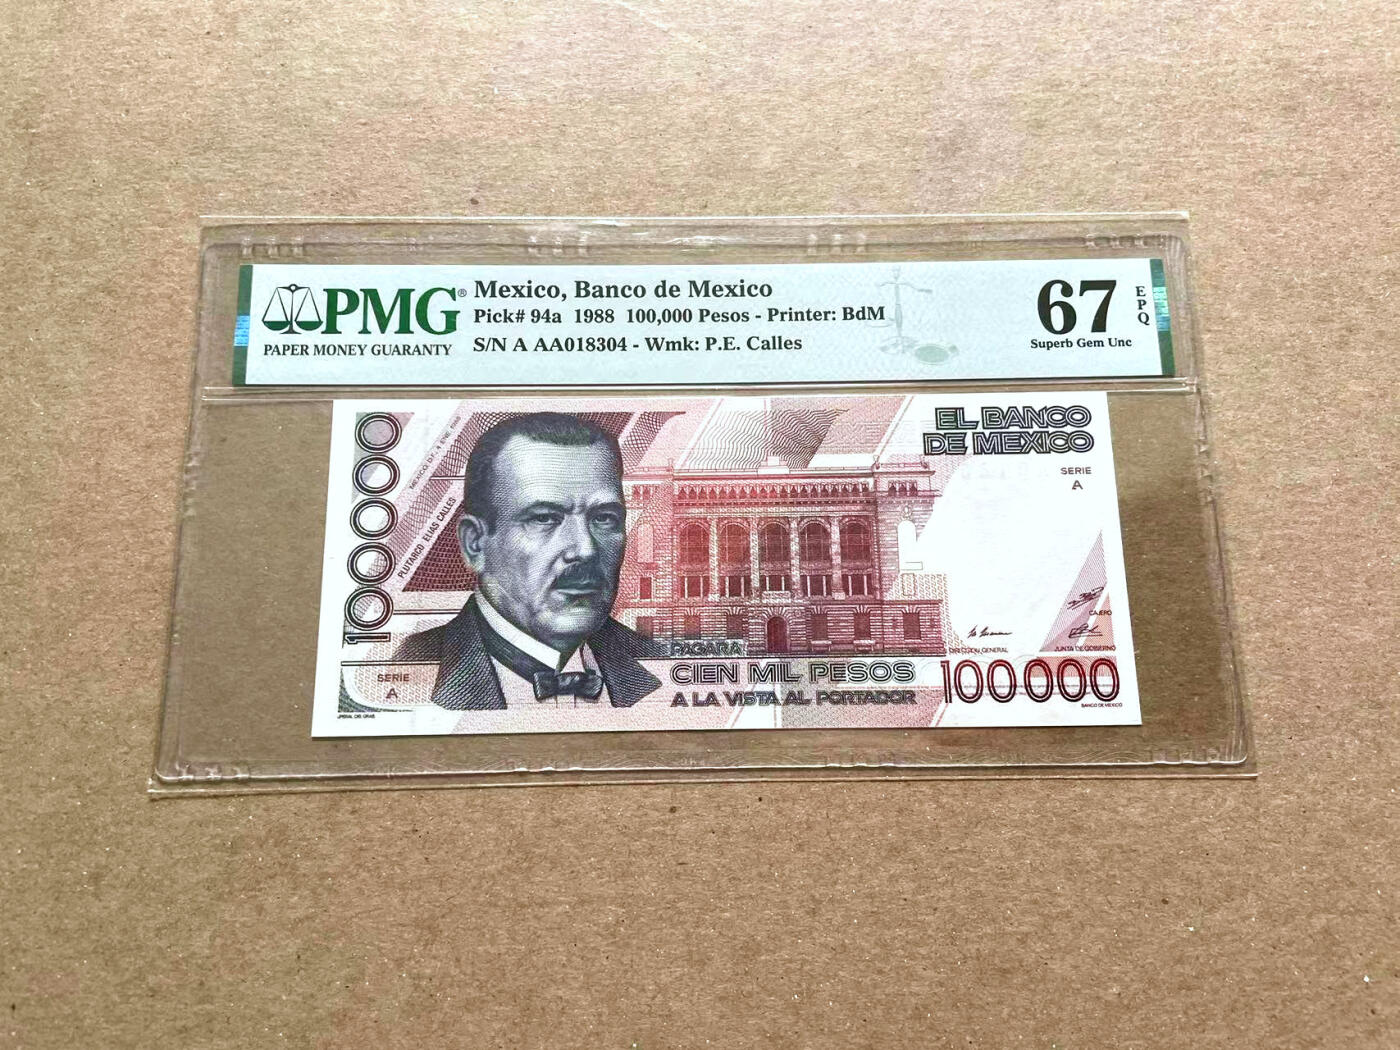 PMG®
PAPER MONEY GUARANTY
Mexico, Banco de Mexico
Pick# 94a 1988 100,000 Pesos - Printer: BdM
S/N A AA018304 - Wmk: P.E. Calles
67
EPQ
Superb Gem Unc
100000
PLUTARCO ELIAS CALLES
EL BANCO
DE MEXICO
SERIE
A
CAJERO
DIRECCION GENERAL
JUNTA DE GOBIERNO
PAGARA
CIEN MIL PESOS
A LA VISTA AL PORTADOR
100000
BANCO DE MEXICO
SERIE
A